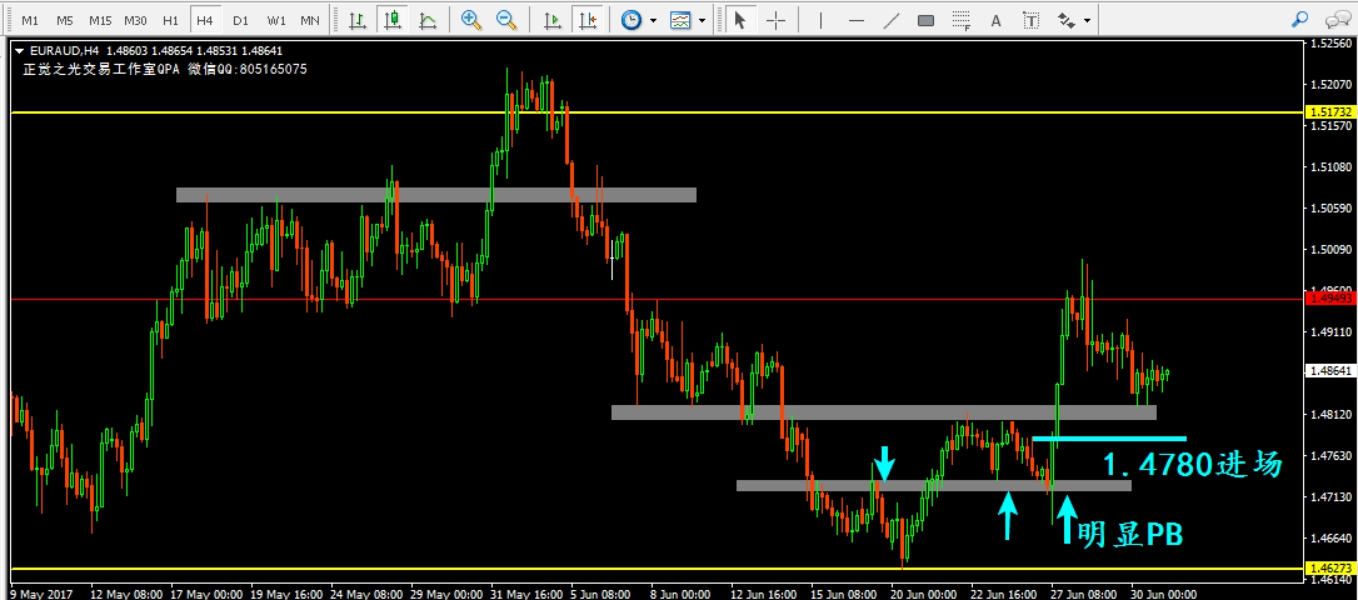 M1 M5 M15 M30 H1 H4 D1 W1 MN
A T
EURAUD,H4 1.48603 1.48654 1.48531 1.48641
正觉之光交易工作室QPA 微信QQ:805165075
1.52560
1.52070
1.51732
1.51570
1.51080
1.50590
1.50090
1.49600
1.49493
1.49110
1.48641
1.48120
1.47630
1.47130
1.46640
1.46273
1.46140
1.4780进场
明显PB
9 May 2017 12 May 08:00 17 May 00:00 19 May 16:00 24 May 08:00 29 May 00:00 31 May 16:00 5 Jun 08:00 8 Jun 00:00 12 Jun 16:00 15 Jun 08:00 20 Jun 00:00 22 Jun 16:00 27 Jun 08:00 30 Jun 00:00